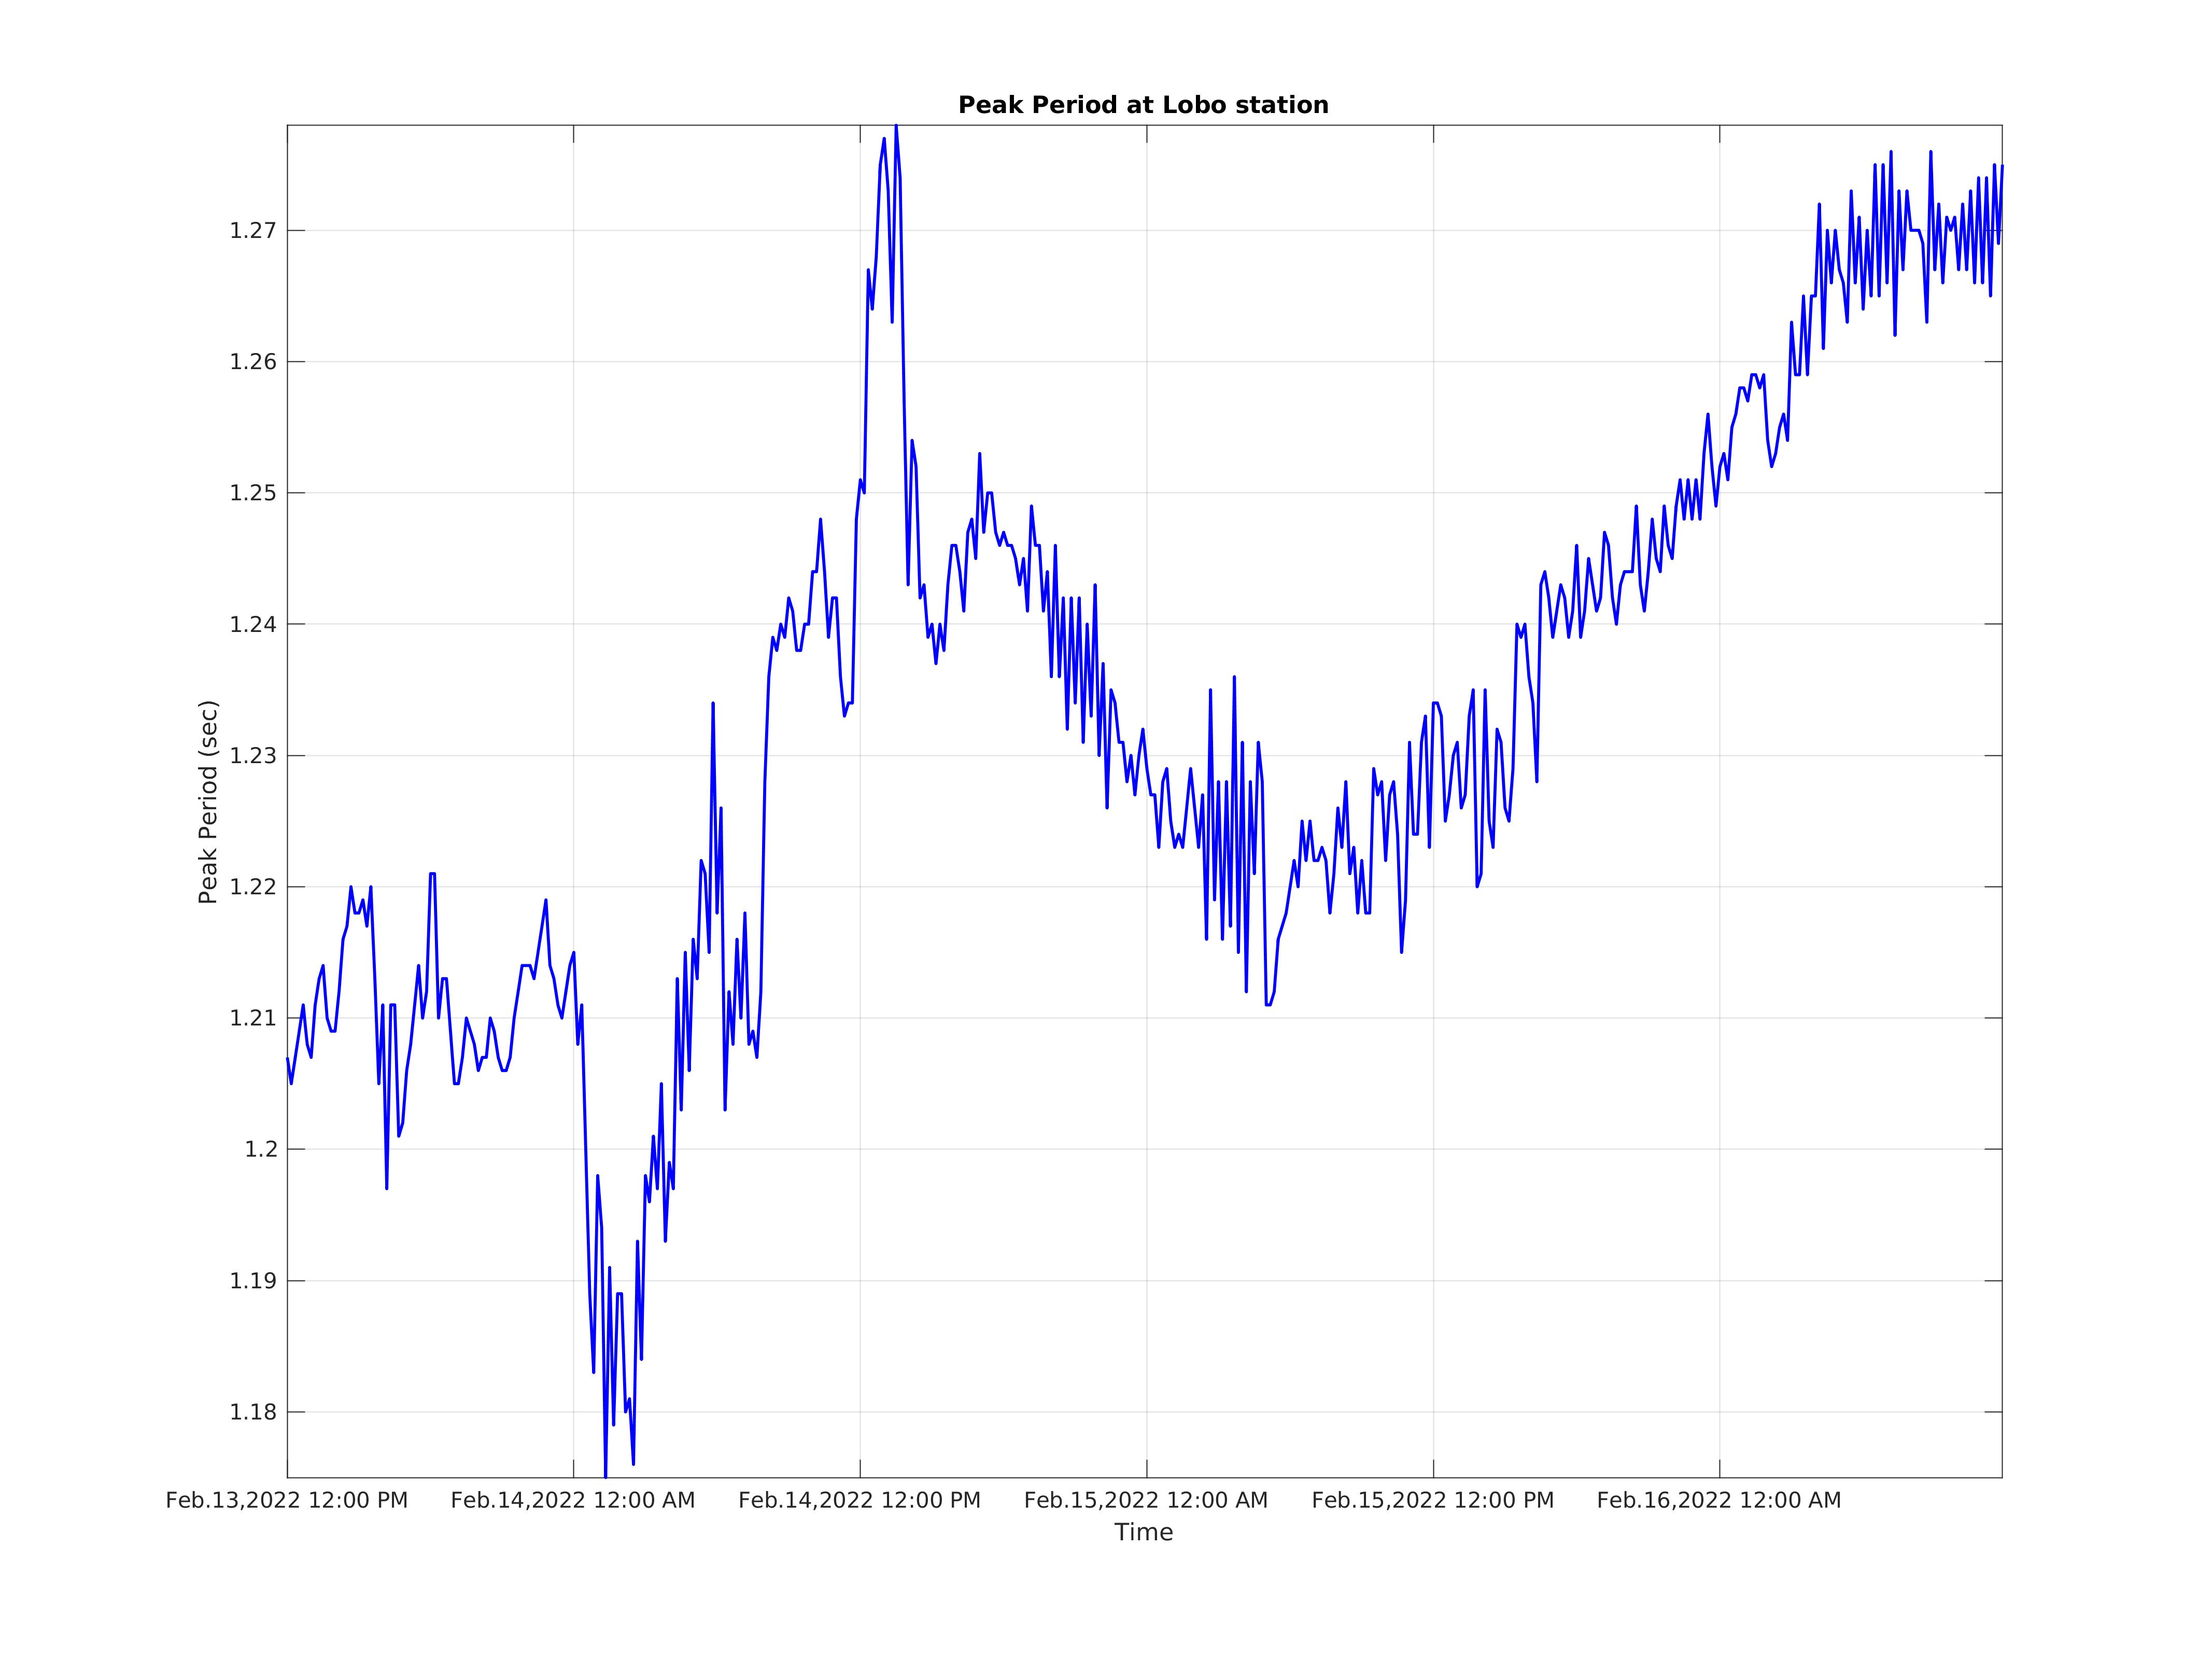 Peak Period at Lobo station
1.27
1.26
1.25
1.24
1.23
1.22
1.21
1.2
1.19
1.18
Peak Period (sec)
Feb.13,2022 12:00 PM Feb.14,2022 12:00 AM Feb.14,2022 12:00 PM Feb.15,2022 12:00 AM Feb.15,2022 12:00 PM Feb.16,2022 12:00 AM
Time